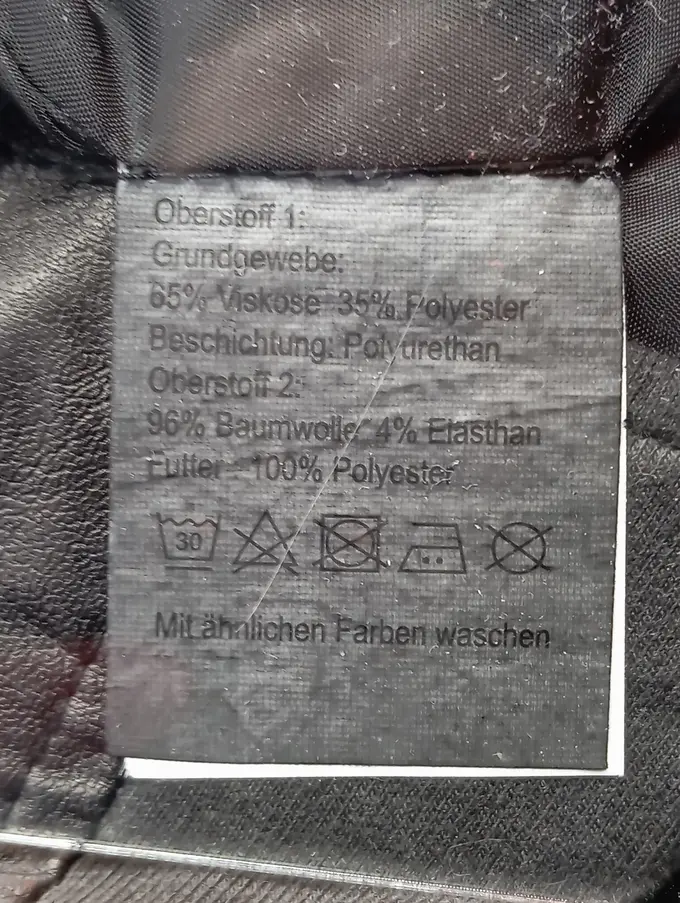 Oberstoff 1:
Grundgewebe:
65% Viskose 35% Polyester
Beschichtung: Polyurethan
Oberstoff 2:
96% Baumwolle 4% Elasthan
Futter: 100% Polyester
30
Mit ähnlichen Farben waschen